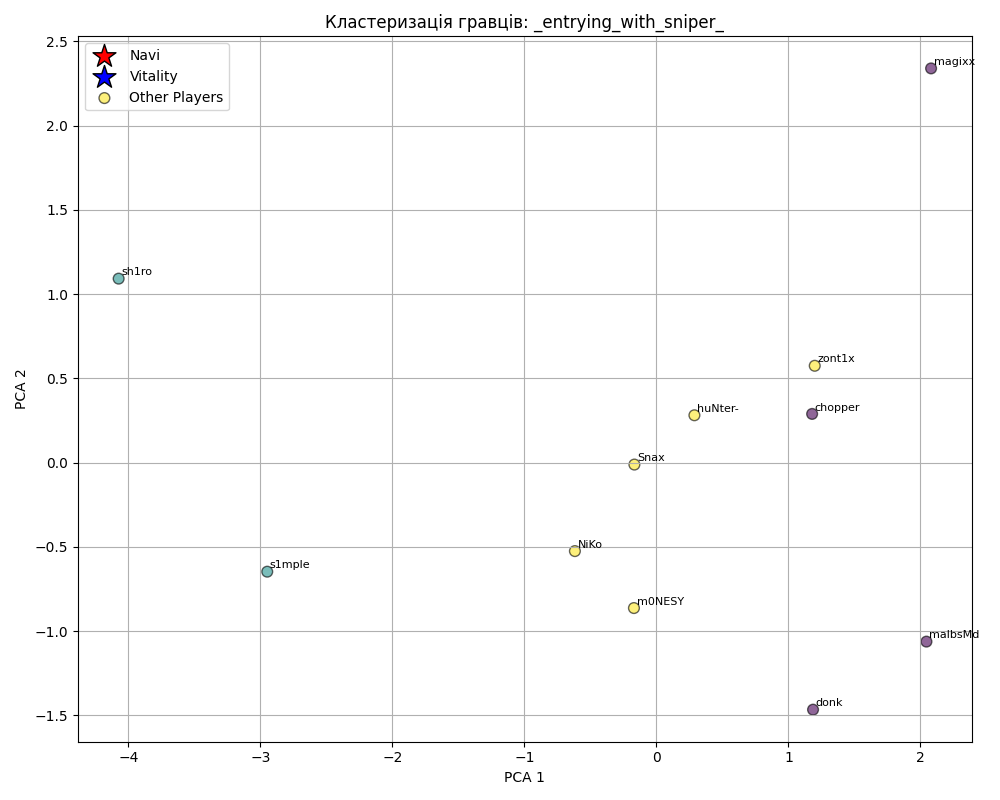 Кластеризація гравців: _entrying_with_sniper_
Navi
Vitality
Other Players
magixx
sh1ro
zont1x
chopper
huNter-
Snax
NiKo
s1mple
m0NESY
malbsMd
donk
2.5
2.0
1.5
1.0
0.5
0.0
−0.5
−1.0
−1.5
PCA 2
−4 −3 −2 −1 0 1 2
PCA 1